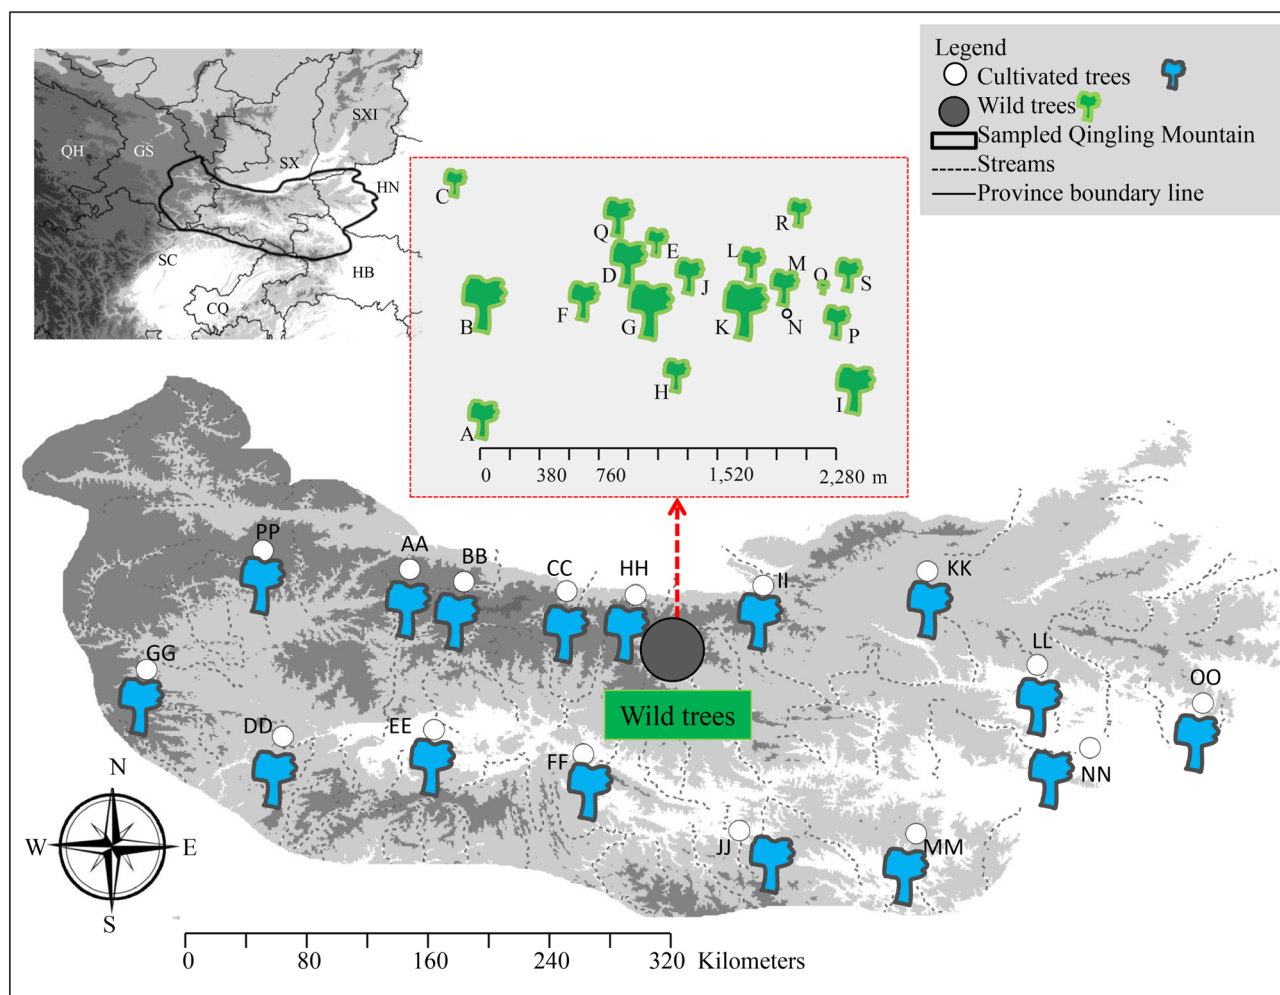 Legend
Cultivated trees
Wild trees
Sampled Qingling Mountain
Streams
Province boundary line
SXI
QH
GS
SX
HN
SC
HB
CQ
C
R
Q
E
L
M
D
J
O
S
B
F
G
K
N
P
H
I
A
0 380 760 1,520 2,280 m
PP
AA
BB
CC
HH
II
KK
GG
LL
OO
Wild trees
DD
EE
FF
NN
JJ
MM
N
W
E
S
0 80 160 240 320 Kilometers